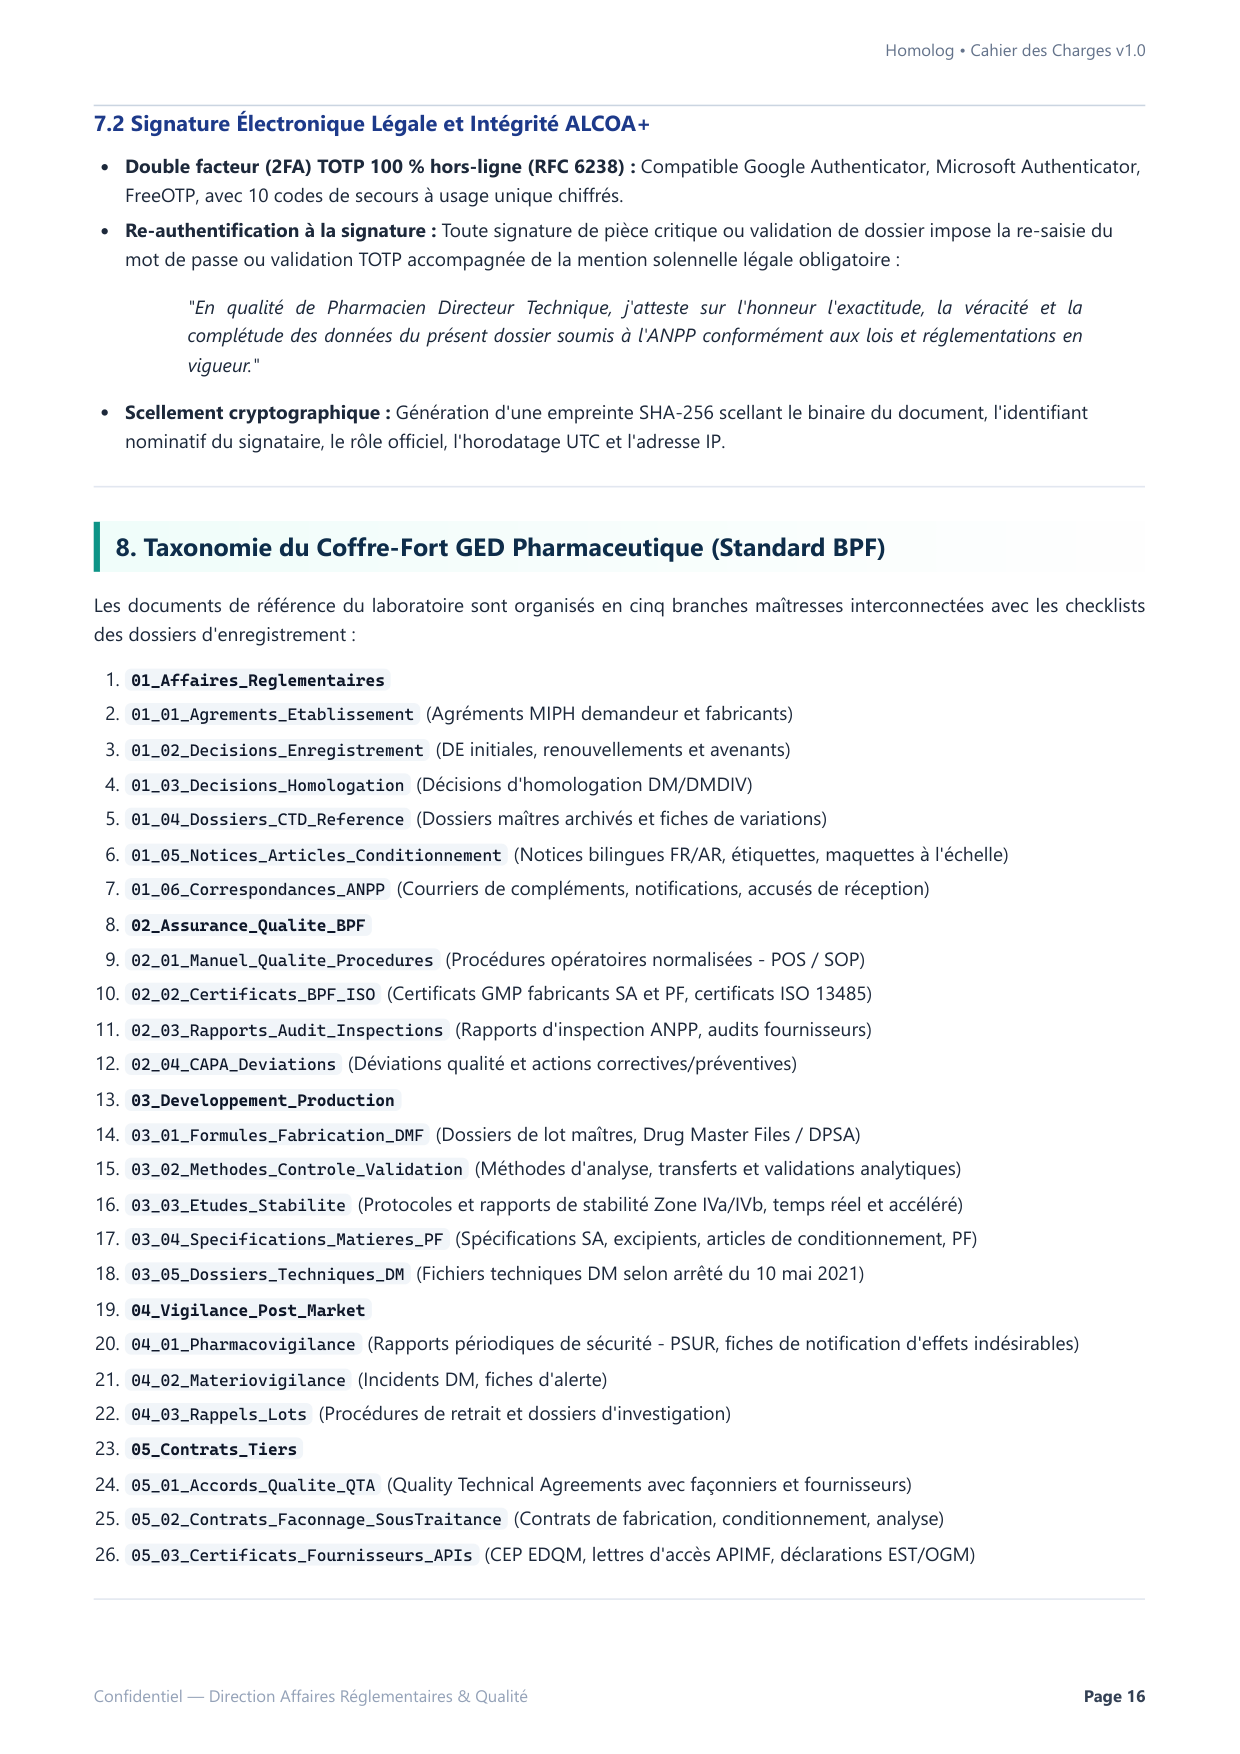 Homolog • Cahier des Charges v1.0
7.2 Signature Électronique Légale et Intégrité ALCOA+
• Double facteur (2FA) TOTP 100 % hors-ligne (RFC 6238) : Compatible Google Authenticator, Microsoft Authenticator,
FreeOTP, avec 10 codes de secours à usage unique chiffrés.
• Re-authentification à la signature : Toute signature de pièce critique ou validation de dossier impose la re-saisie du
mot de passe ou validation TOTP accompagnée de la mention solennelle légale obligatoire :
"En qualité de Pharmacien Directeur Technique, j'atteste sur l'honneur l'exactitude, la véracité et la
complétude des données du présent dossier soumis à l'ANPP conformément aux lois et réglementations en
vigueur."
• Scellement cryptographique : Génération d'une empreinte SHA-256 scellant le binaire du document, l'identifiant
nominatif du signataire, le rôle officiel, l'horodatage UTC et l'adresse IP.
8. Taxonomie du Coffre-Fort GED Pharmaceutique (Standard BPF)
Les documents de référence du laboratoire sont organisés en cinq branches maîtresses interconnectées avec les checklists
des dossiers d'enregistrement :
1. 01_Affaires_Reglementaires
2. 01_01_Agrements_Etablissement (Agréments MIPH demandeur et fabricants)
3. 01_02_Decisions_Enregistrement (DE initiales, renouvellements et avenants)
4. 01_03_Decisions_Homologation (Décisions d'homologation DM/DMDIV)
5. 01_04_Dossiers_CTD_Reference (Dossiers maîtres archivés et fiches de variations)
6. 01_05_Notices_Articles_Conditionnement (Notices bilingues FR/AR, étiquettes, maquettes à l'échelle)
7. 01_06_Correspondances_ANPP (Courriers de compléments, notifications, accusés de réception)
8. 02_Assurance_Qualite_BPF
9. 02_01_Manuel_Qualite_Procedures (Procédures opératoires normalisées - POS / SOP)
10. 02_02_Certificats_BPF_ISO (Certificats GMP fabricants SA et PF, certificats ISO 13485)
11. 02_03_Rapports_Audit_Inspections (Rapports d'inspection ANPP, audits fournisseurs)
12. 02_04_CAPA_Deviations (Déviations qualité et actions correctives/préventives)
13. 03_Developpement_Production
14. 03_01_Formules_Fabrication_DMF (Dossiers de lot maîtres, Drug Master Files / DPSA)
15. 03_02_Methodes_Controle_Validation (Méthodes d'analyse, transferts et validations analytiques)
16. 03_03_Etudes_Stabilite (Protocoles et rapports de stabilité Zone IVa/IVb, temps réel et accéléré)
17. 03_04_Specifications_Matieres_PF (Spécifications SA, excipients, articles de conditionnement, PF)
18. 03_05_Dossiers_Techniques_DM (Fichiers techniques DM selon arrêté du 10 mai 2021)
19. 04_Vigilance_Post_Market
20. 04_01_Pharmacovigilance (Rapports périodiques de sécurité - PSUR, fiches de notification d'effets indésirables)
21. 04_02_Materiovigilance (Incidents DM, fiches d'alerte)
22. 04_03_Rappels_Lots (Procédures de retrait et dossiers d'investigation)
23. 05_Contrats_Tiers
24. 05_01_Accords_Qualite_QTA (Quality Technical Agreements avec façonniers et fournisseurs)
25. 05_02_Contrats_Faconnage_SousTraitance (Contrats de fabrication, conditionnement, analyse)
26. 05_03_Certificats_Fournisseurs_APIs (CEP EDQM, lettres d'accès APIMF, déclarations EST/OGM)
Confidentiel — Direction Affaires Réglementaires & Qualité
Page 16